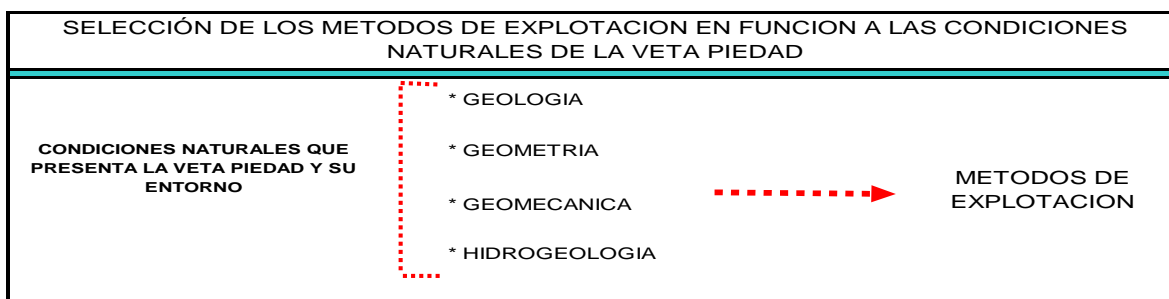 SELECCIÓN DE LOS METODOS DE EXPLOTACION EN FUNCION A LAS CONDICIONES
NATURALES DE LA VETA PIEDAD
CONDICIONES NATURALES QUE
PRESENTA LA VETA PIEDAD Y SU
ENTORNO
* GEOLOGIA
* GEOMETRIA
* GEOMECANICA
* HIDROGEOLOGIA
METODOS DE
EXPLOTACION